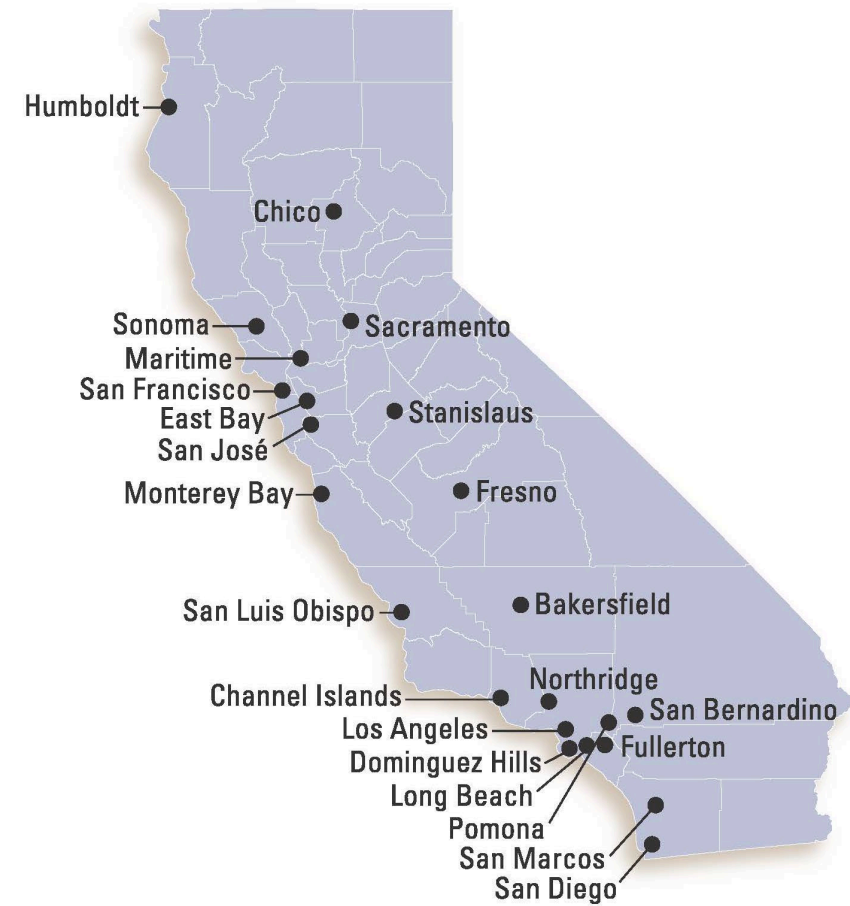 Humboldt
Chico
Sonoma
Sacramento
Maritime
San Francisco
East Bay
Stanislaus
San José
Monterey Bay
Fresno
San Luis Obispo
Bakersfield
Northridge
Channel Islands
San Bernardino
Los Angeles
Fullerton
Dominguez Hills
Long Beach
Pomona
San Marcos
San Diego